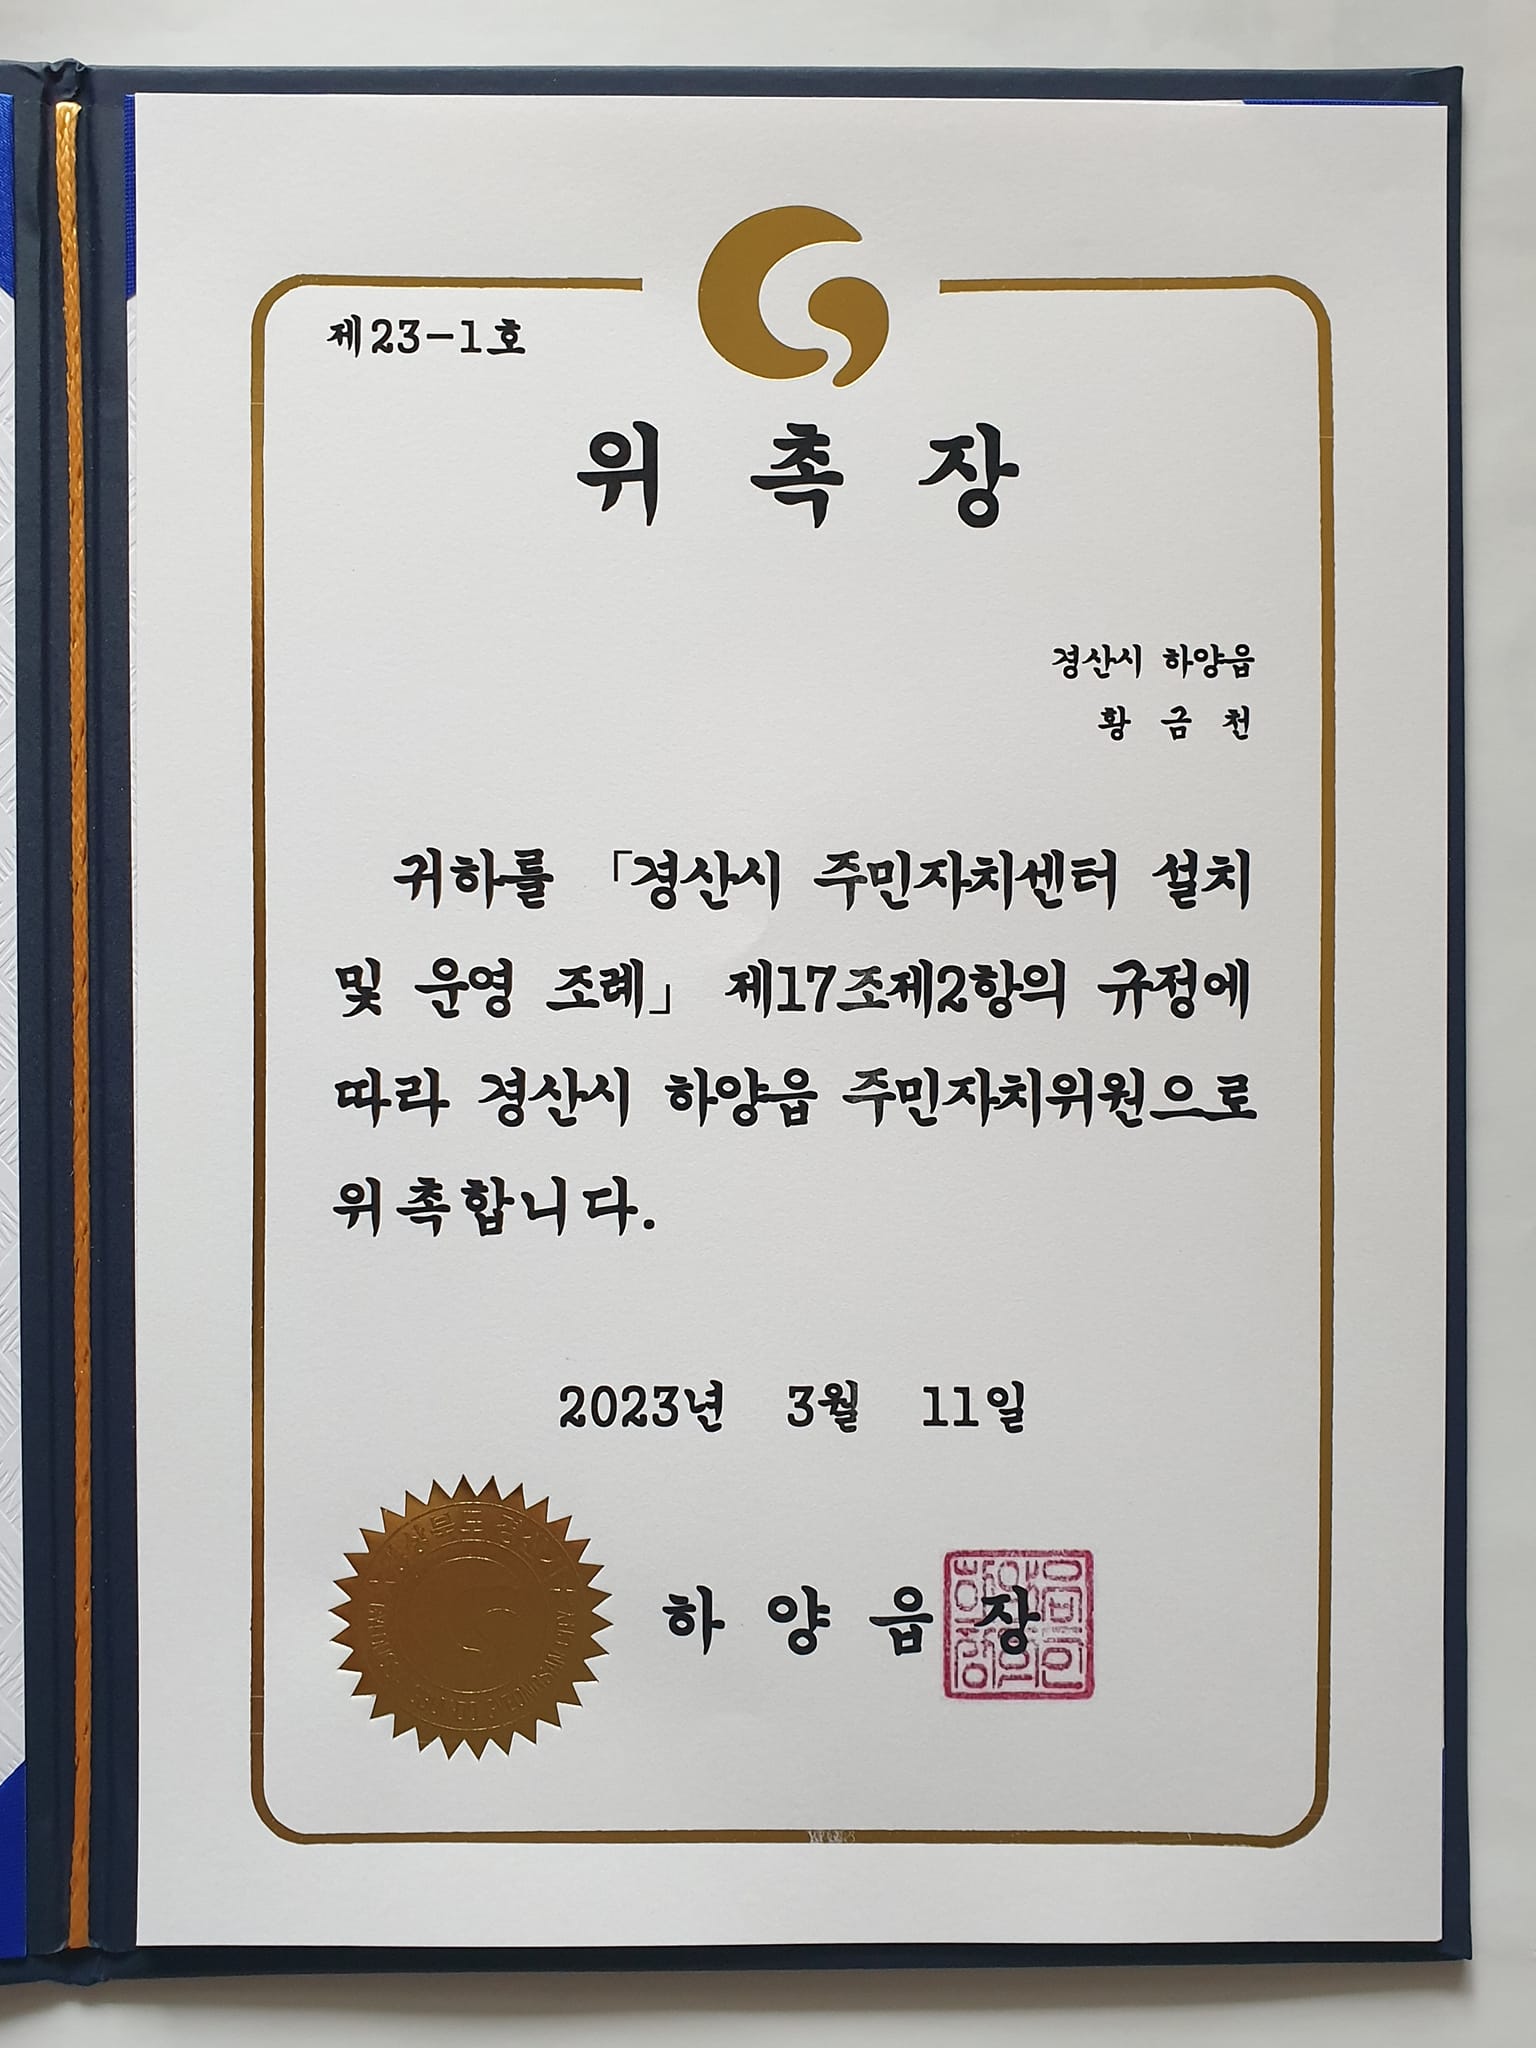 제23-1호
위 촉 장
경산시 하양읍
황 금 천
귀하를 「경산시 주민자치센터 설치
및 운영 조례」 제17조제2항의 규정에
따라 경산시 하양읍 주민자치위원으로
위촉합니다.
2023년 3월 11일
하 양 읍 장